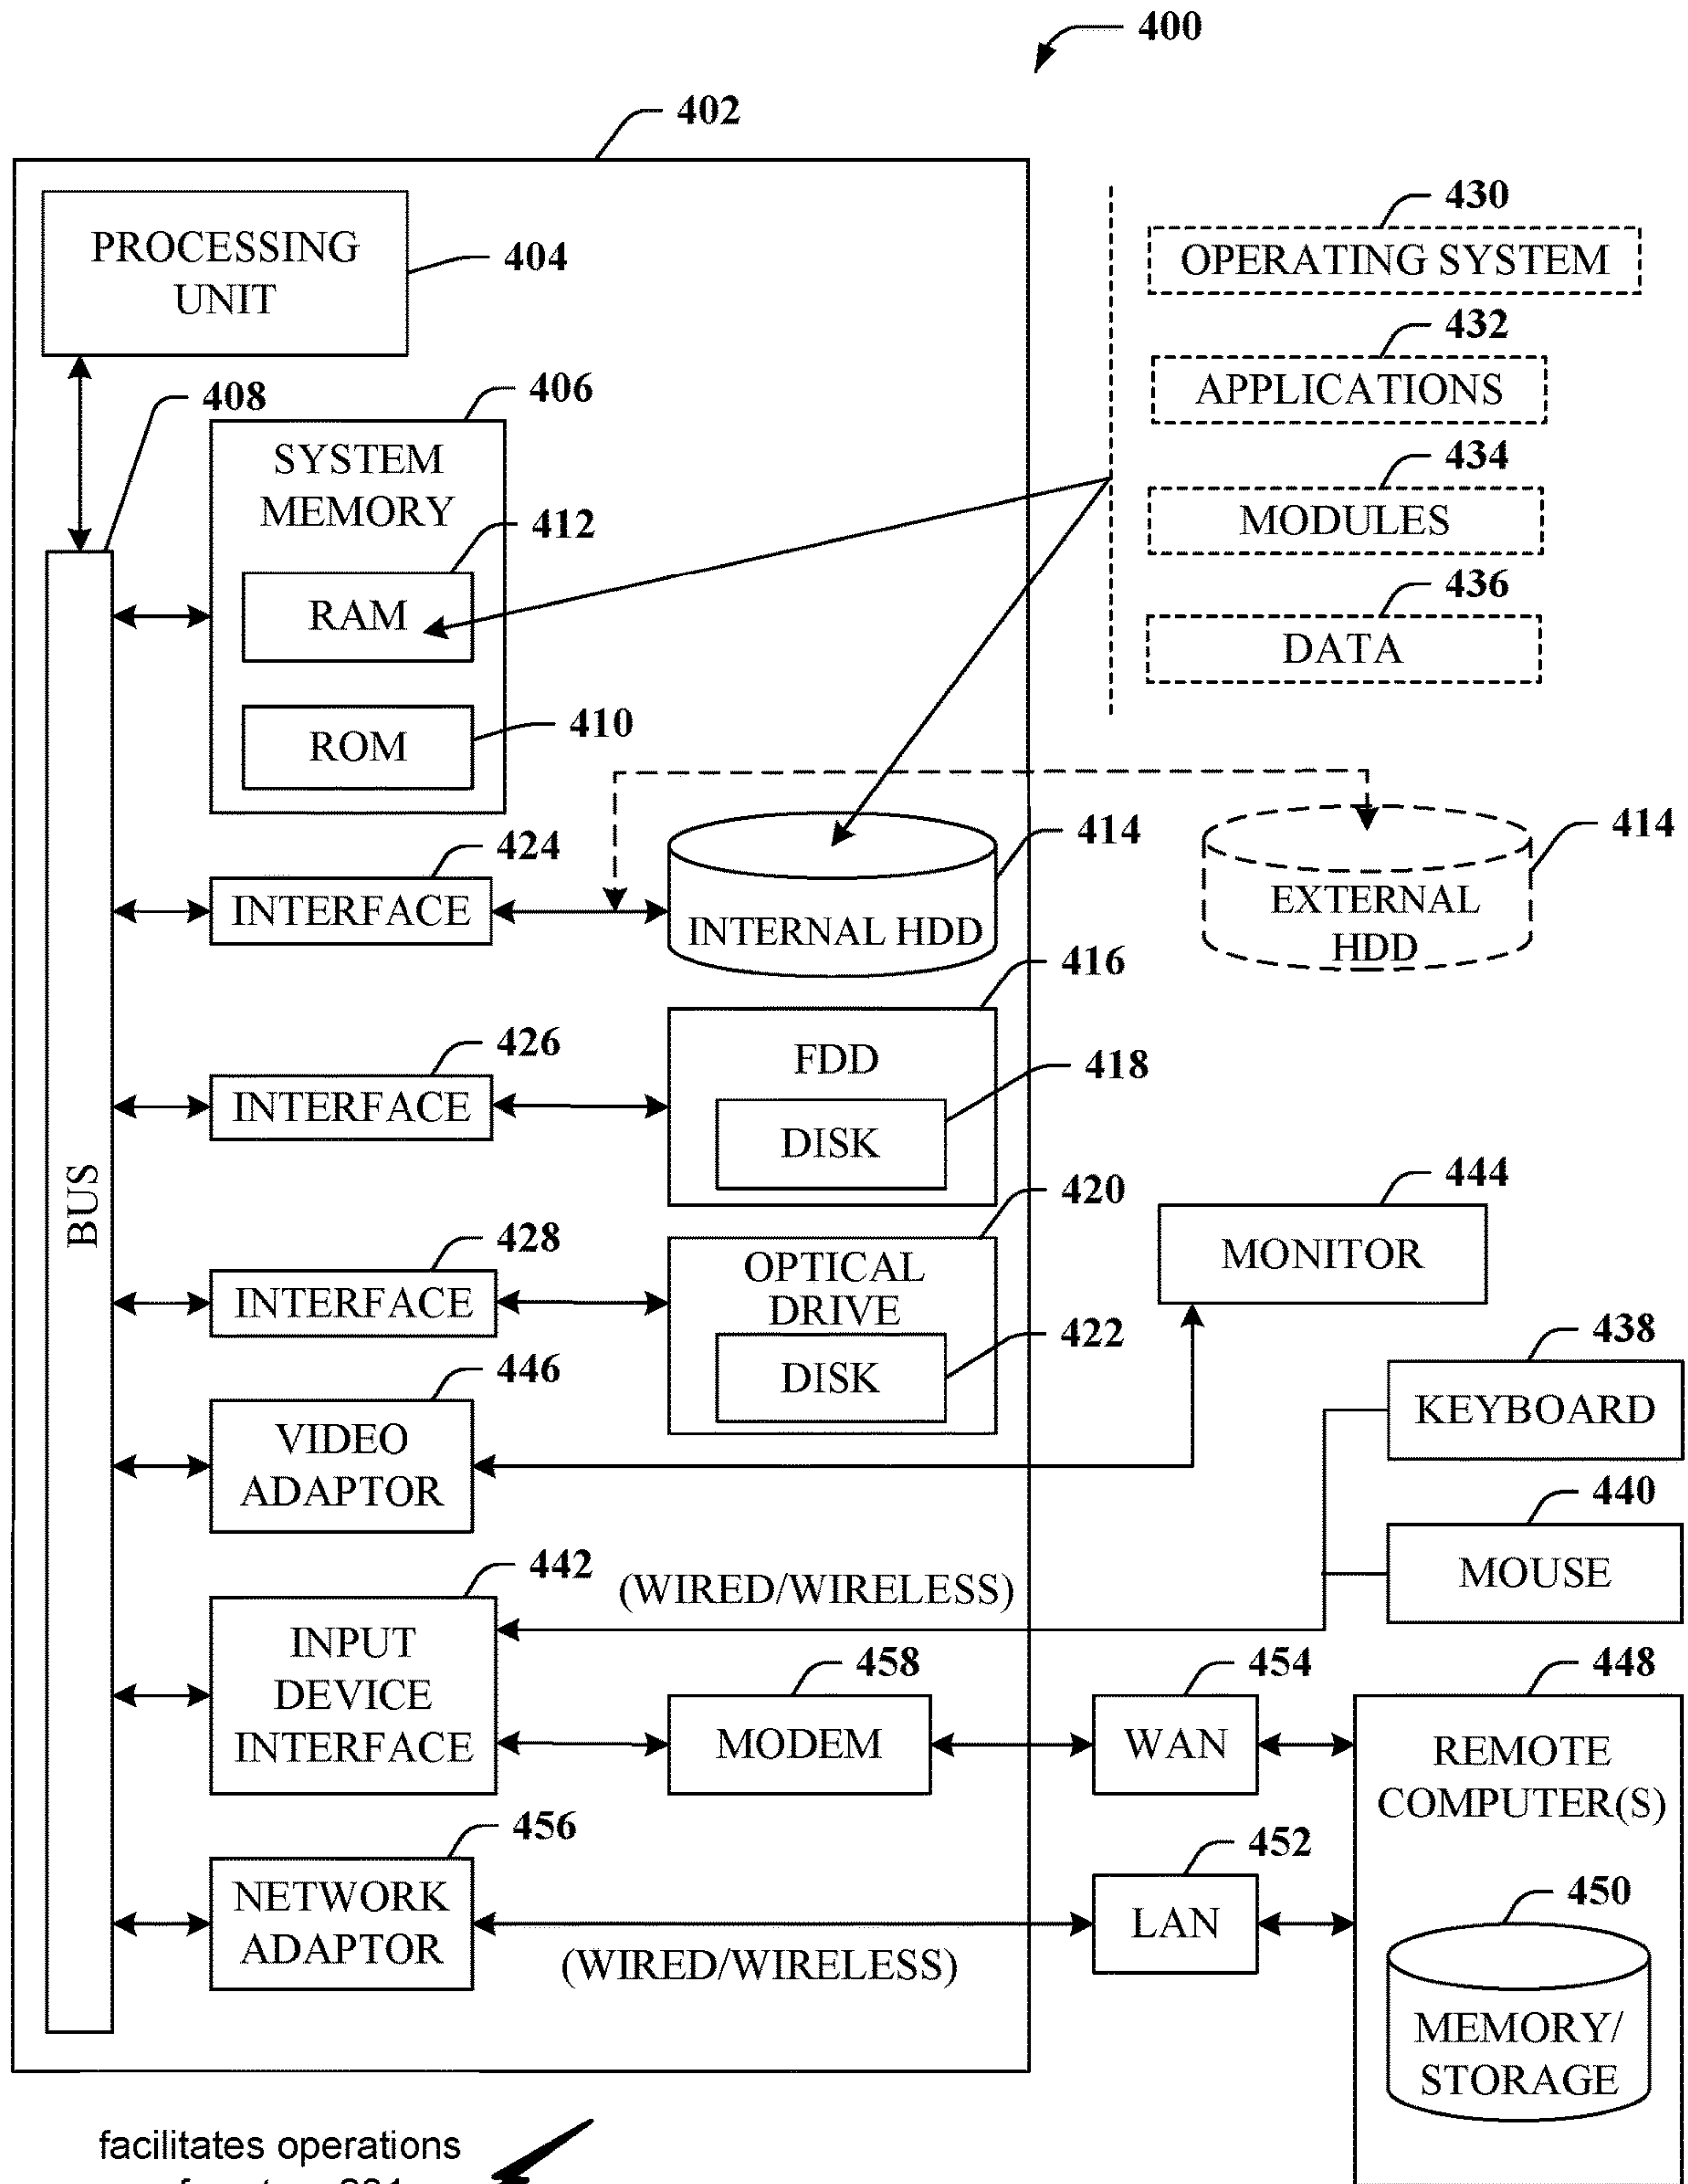 400
402
PROCESSING
UNIT
404
430
OPERATING SYSTEM
432
APPLICATIONS
434
MODULES
436
DATA
408
406
SYSTEM
MEMORY
412
RAM
410
ROM
424
INTERFACE
414
INTERNAL HDD
414
EXTERNAL
HDD
416
FDD
418
DISK
426
INTERFACE
BUS
420
OPTICAL
DRIVE
422
DISK
428
INTERFACE
444
MONITOR
438
KEYBOARD
446
VIDEO
ADAPTOR
440
MOUSE
442
(WIRED/WIRELESS)
INPUT
DEVICE
INTERFACE
458
MODEM
454
WAN
448
REMOTE
COMPUTER(S)
456
NETWORK
ADAPTOR
(WIRED/WIRELESS)
452
LAN
450
MEMORY/
STORAGE
facilitates operations